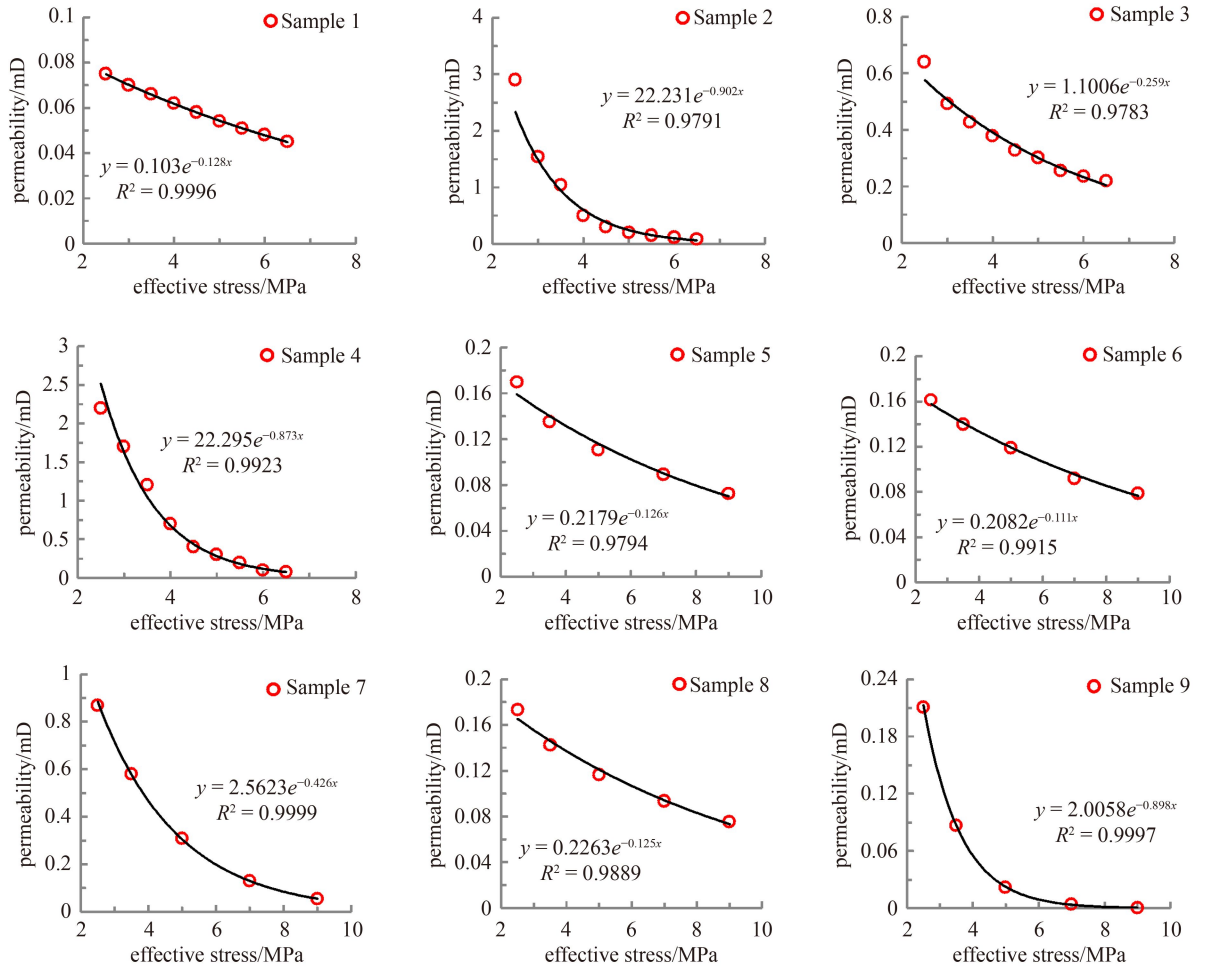 Sample 1
permeability/mD
0.1
0.08
0.06
0.04
0.02
0
y = 0.103e^{-0.128x}
R² = 0.9996
2 4 6 8
effective stress/MPa
Sample 2
permeability/mD
4
3
2
1
0
y = 22.231e^{-0.902x}
R² = 0.9791
2 4 6 8
effective stress/MPa
Sample 3
permeability/mD
0.8
0.6
0.4
0.2
0
y = 1.1006e^{-0.259x}
R² = 0.9783
2 4 6 8
effective stress/MPa
Sample 4
permeability/mD
3
2.5
2
1.5
1
0.5
0
y = 22.295e^{-0.873x}
R² = 0.9923
2 4 6 8
effective stress/MPa
Sample 5
permeability/mD
0.2
0.16
0.12
0.08
0.04
0
y = 0.2179e^{-0.126x}
R² = 0.9794
2 4 6 8 10
effective stress/MPa
Sample 6
permeability/mD
0.2
0.16
0.12
0.08
0.04
0
y = 0.2082e^{-0.111x}
R² = 0.9915
2 4 6 8 10
effective stress/MPa
Sample 7
permeability/mD
1
0.8
0.6
0.4
0.2
0
y = 2.5623e^{-0.426x}
R² = 0.9999
2 4 6 8 10
effective stress/MPa
Sample 8
permeability/mD
0.2
0.16
0.12
0.08
0.04
0
y = 0.2263e^{-0.125x}
R² = 0.9889
2 4 6 8 10
effective stress/MPa
Sample 9
permeability/mD
0.24
0.18
0.12
0.06
0
y = 2.0058e^{-0.898x}
R² = 0.9997
2 4 6 8 10
effective stress/MPa